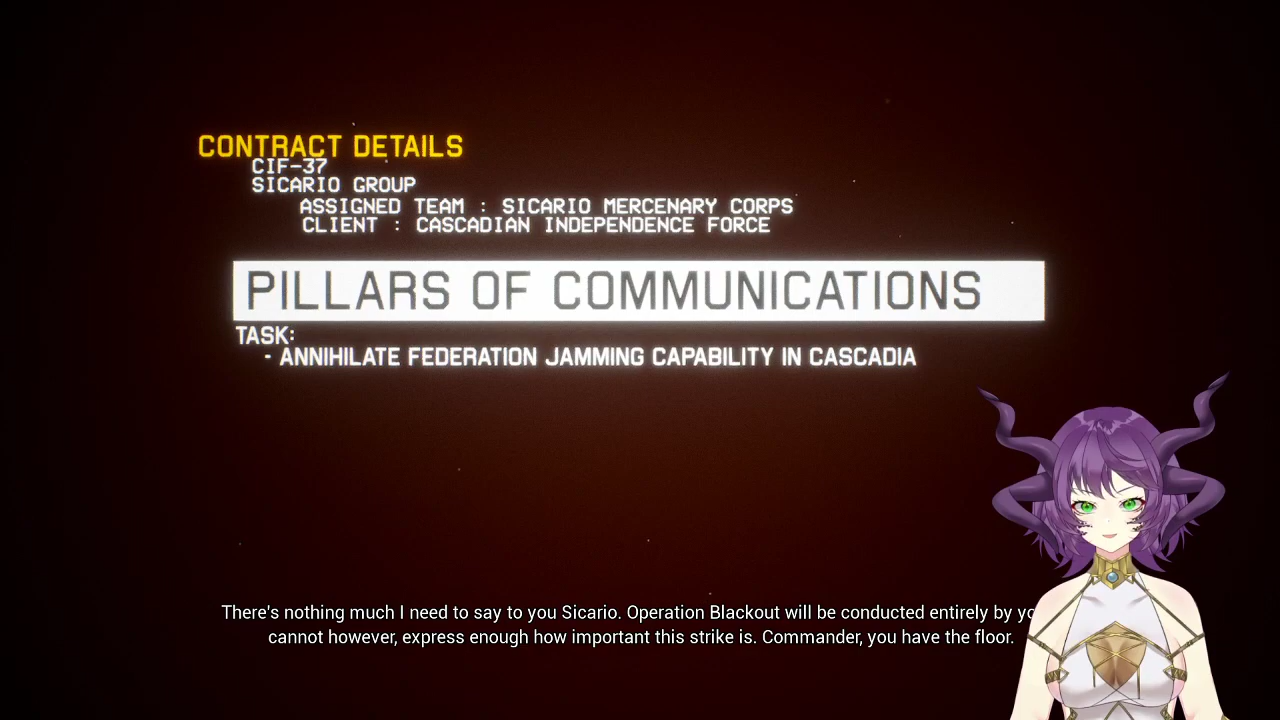 CONTRACT DETAILS
CIF-37
SICARIO GROUP
ASSIGNED TEAM : SICARIO MERCENARY CORPS
CLIENT : CASCADIAN INDEPENDENCE FORCE
PILLARS OF COMMUNICATIONS
TASK:
- ANNIHILATE FEDERATION JAMMING CAPABILITY IN CASCADIA
There's nothing much I need to say to you Sicario. Operation Blackout will be conducted entirely by
cannot however, express enough how important this strike is. Commander, you have the floor.